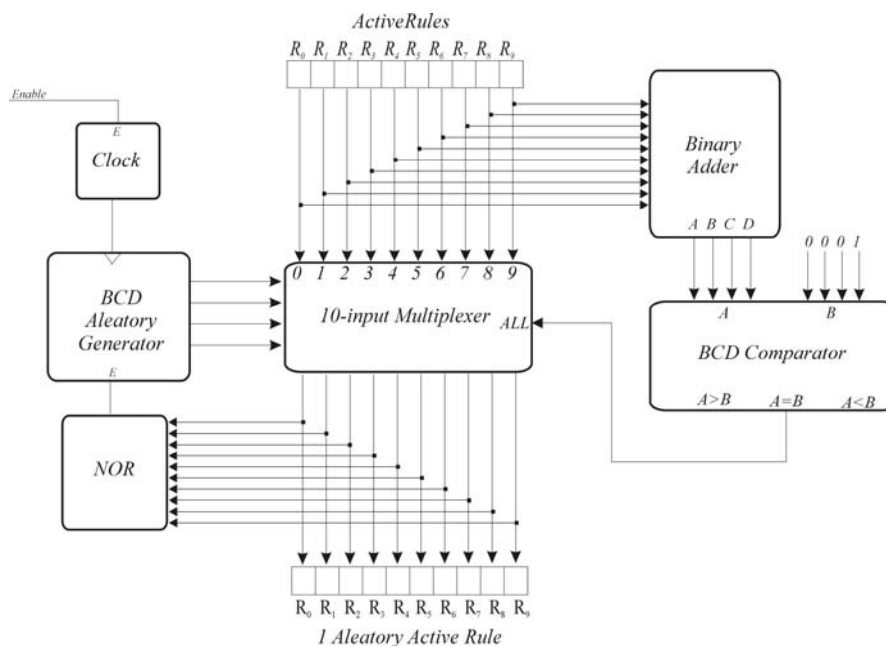 ActiveRules
R0 R1 R2 R3 R4 R5 R6 R7 R8 R9
Enable
E
Clock
Binary
Adder
A B C D
0 0 0 1
BCD
Aleatory
Generator
E
0 1 2 3 4 5 6 7 8 9
10-input Multiplexer
ALL
A B
BCD Comparator
A>B A=B A<B
NOR
R0 R1 R2 R3 R4 R5 R6 R7 R8 R9
1 Aleatory Active Rule